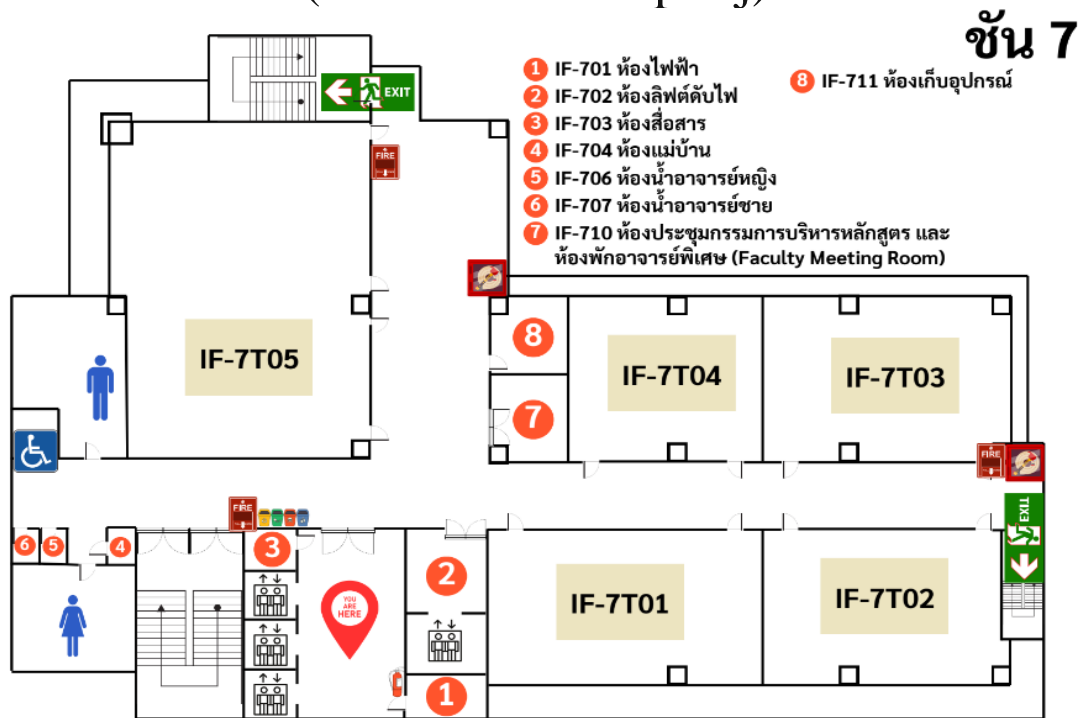 ชั้น 7
1 IF-701 ห้องไฟฟ้า
2 IF-702 ห้องลิฟต์ดับไฟ
3 IF-703 ห้องสื่อสาร
4 IF-704 ห้องแม่บ้าน
5 IF-706 ห้องน้ำอาจารย์หญิง
6 IF-707 ห้องน้ำอาจารย์ชาย
7 IF-710 ห้องประชุมกรรมการบริหารหลักสูตร และ
ห้องพักอาจารย์พิเศษ (Faculty Meeting Room)
8 IF-711 ห้องเก็บอุปกรณ์
EXIT
FIRE
IF-7T05
8
7
IF-7T04
IF-7T03
FIRE
EXIT
FIRE
6
5
4
3
2
1
YOU
ARE
HERE
IF-7T01
IF-7T02